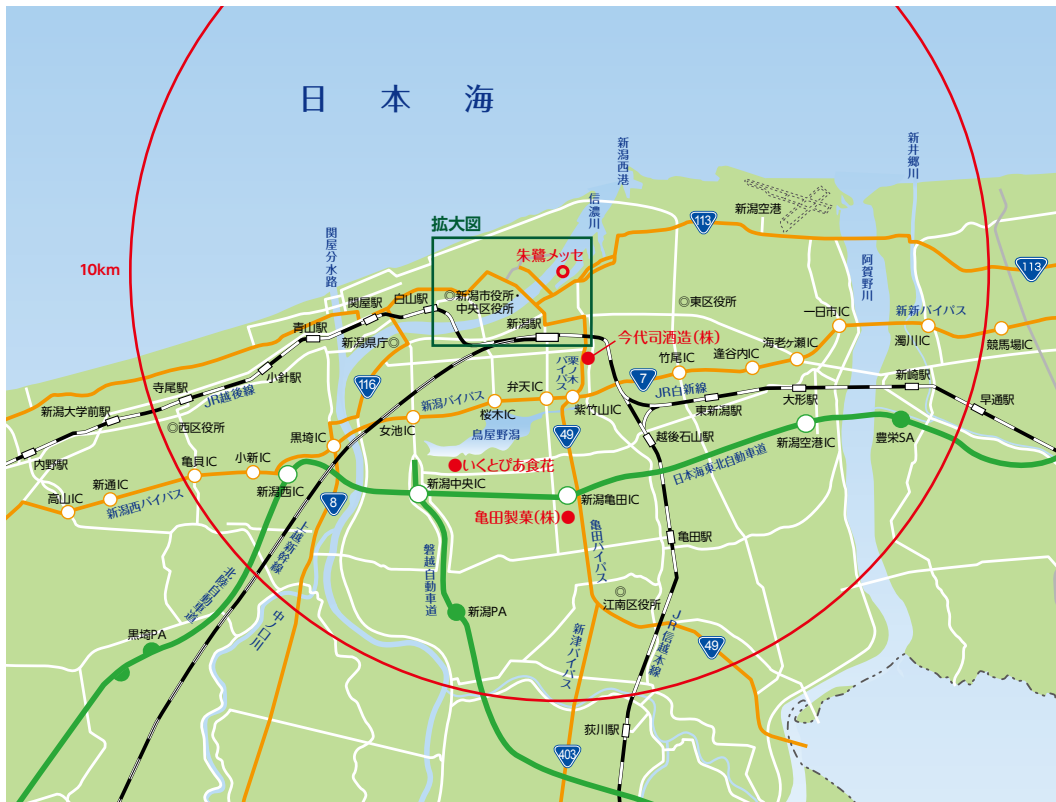 日本海
新潟西港
新井郷川
信濃川
新潟空港
拡大図
113
関屋分水路
朱鷺メッセ
阿賀野川
10km
113
◎新潟市役所・
中央区役所
◎東区役所
白山駅
関屋駅
一日市IC
新新バイパス
青山駅
新潟県庁◎
新潟駅
今代司酒造(株)
濁川IC
競馬場IC
海老ヶ瀬IC
逢谷内IC
竹尾IC
栗ノ木
バイパス
小針駅
116
7
JR白新線
新崎駅
寺尾駅
JR越後線
弁天IC
新潟バイパス
紫竹山IC
東新潟駅
大形駅
早通駅
新潟大学前駅
桜木IC
◎西区役所
女池IC
鳥屋野潟
49
越後石山駅
新潟空港IC
豊栄SA
黒埼IC
内野駅
亀貝IC
小新IC
いくとぴあ食花
日本海東北自動車道
新通IC
高山IC
新潟西バイパス
新潟西IC
8
新潟中央IC
新潟亀田IC
亀田製菓(株)
上越新幹線
亀田バイパス
亀田駅
磐越自動車道
北陸自動車道
中ノ口川
◎
江南区役所
新潟PA
黒埼PA
新津バイパス
JR信越本線
49
荻川駅
403